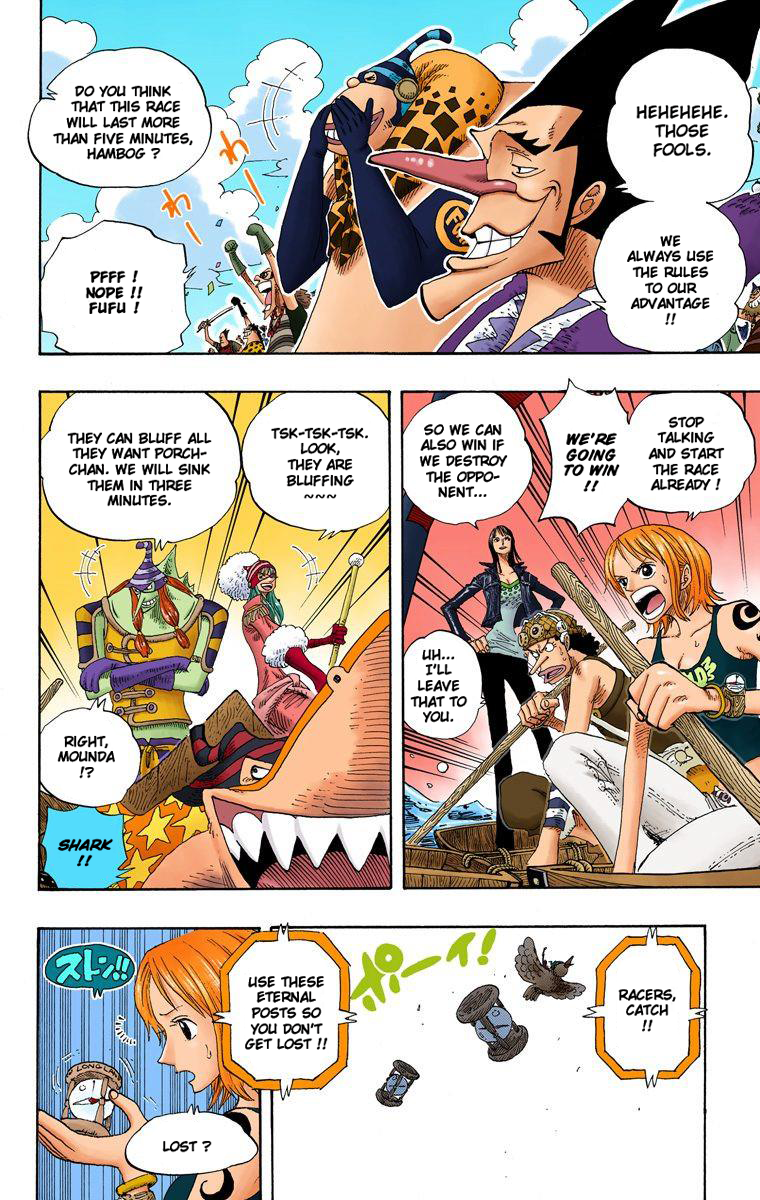 HEHEHEHE.
THOSE
FOOLS.
WE
ALWAYS USE
THE RULES
TO OUR
ADVANTAGE
!!
DO YOU THINK
THAT THIS RACE
WILL LAST MORE
THAN FIVE MINUTES,
HAMBOG ?
わー
わー
PFFF !
NOPE !!
FUFU !
STOP
TALKING
AND START
THE RACE
ALREADY !
WE'RE
GOING
TO WIN
!!
SO WE CAN
ALSO WIN IF
WE DESTROY
THE OPPO-
NENT...
UH...
I'LL
LEAVE
THAT TO
YOU.
TSK-TSK-TSK.
LOOK,
THEY ARE
BLUFFING
~~~
THEY CAN BLUFF ALL
THEY WANT PORCH-
CHAN. WE WILL SINK
THEM IN THREE
MINUTES.
RIGHT,
MOUNDA
!?
SHARK
!!
RACERS,
CATCH
!!
ポーイ!
USE THESE
ETERNAL
POSTS SO
YOU DON'T
GET LOST !!
ストン!!
LOST ?